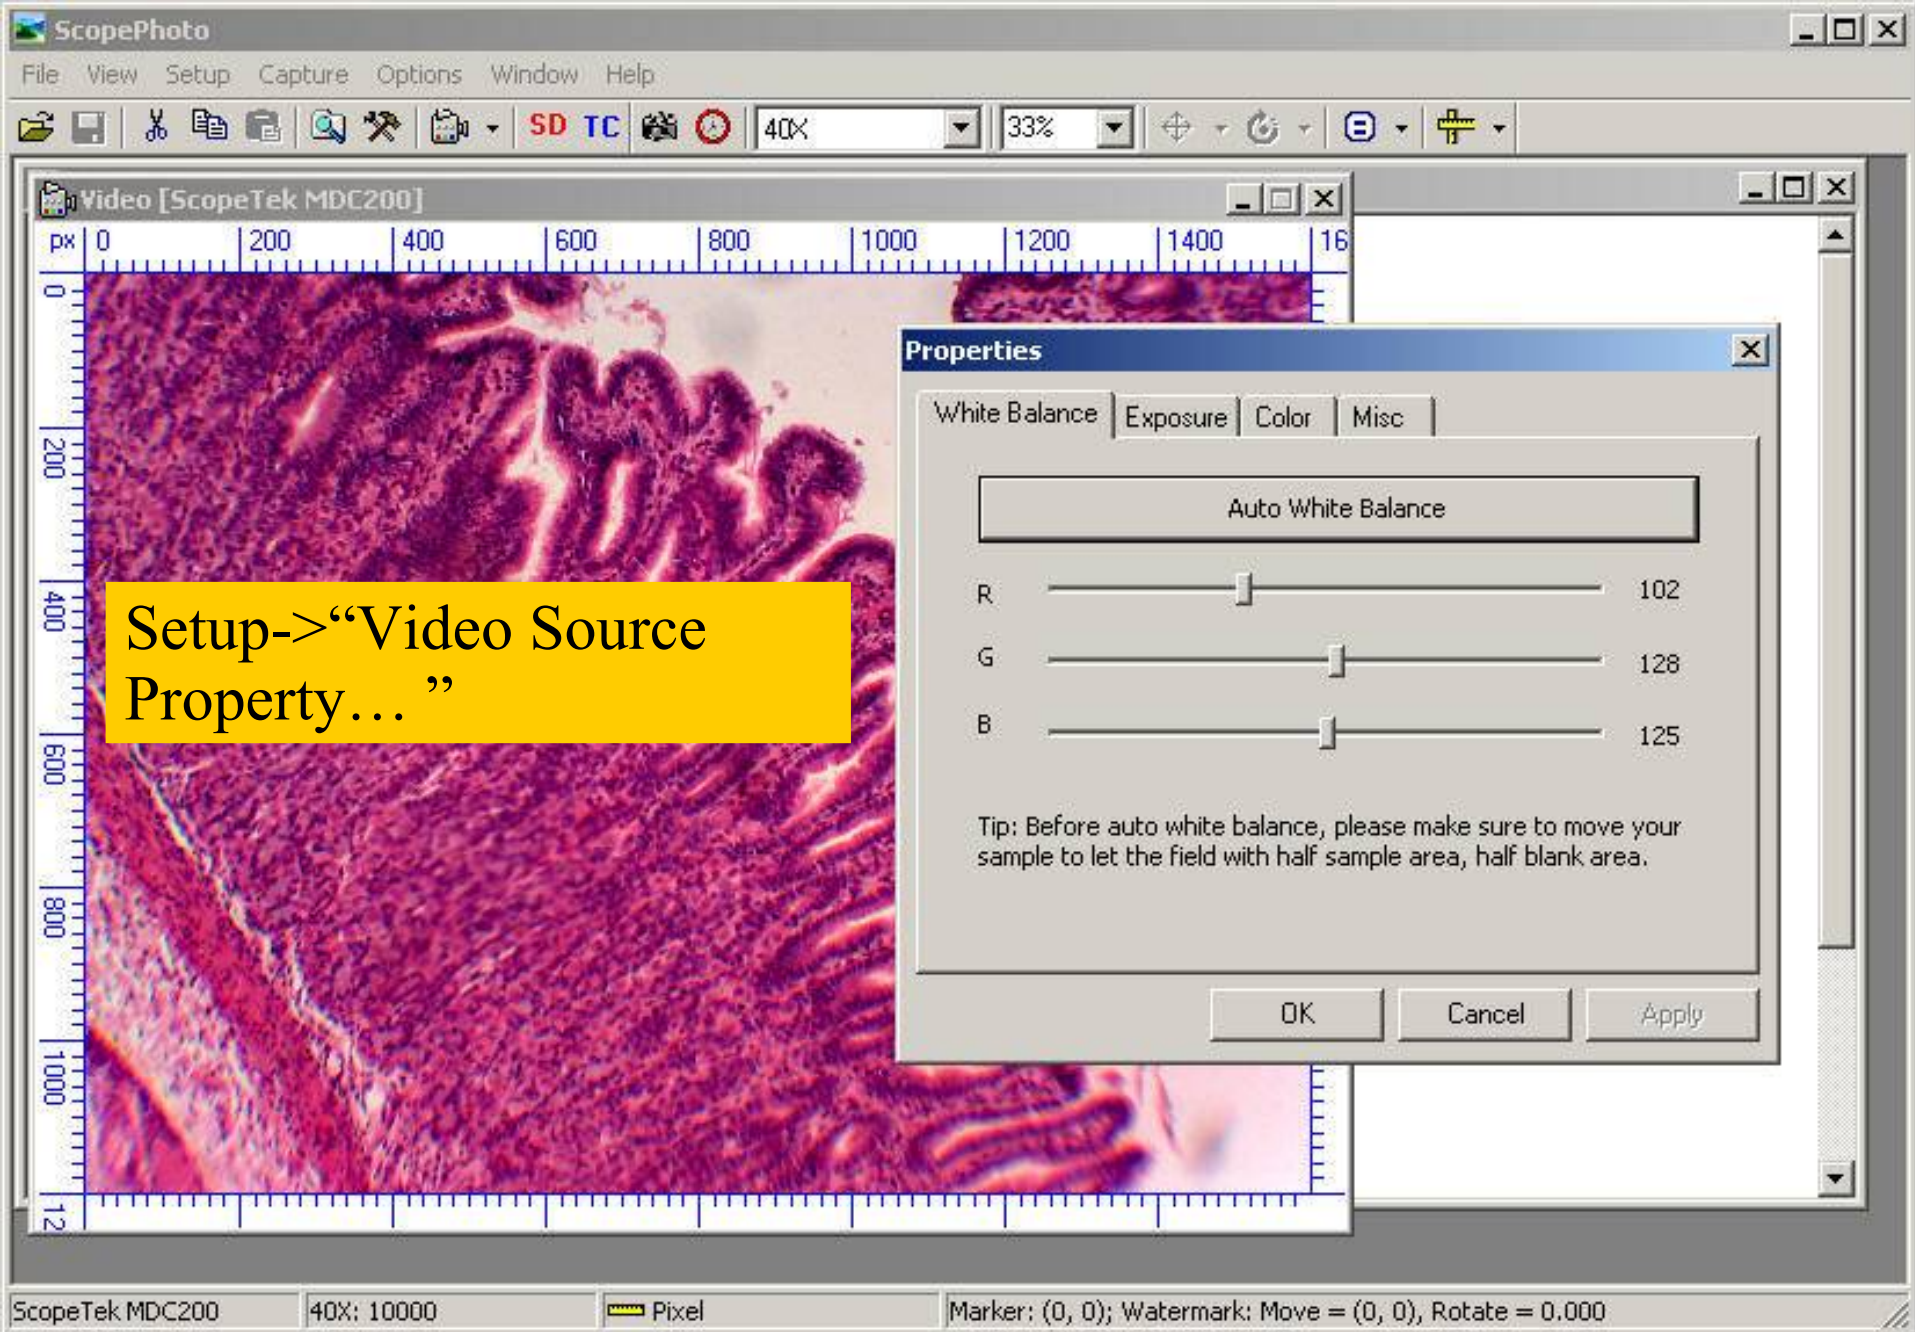 ScopePhoto
File View Setup Capture Options Window Help
SD TC 40X 33%
Video [ScopeTek MDC200]
px 0 200 400 600 800 1000 1200 1400 16
0
200
400
600
800
1000
12
Setup->“Video Source
Property…”
Properties
White Balance Exposure Color Misc
Auto White Balance
R 102
G 128
B 125
Tip: Before auto white balance, please make sure to move your
sample to let the field with half sample area, half blank area.
OK Cancel Apply
ScopeTek MDC200 40X: 10000 Pixel Marker: (0, 0); Watermark: Move = (0, 0), Rotate = 0.000